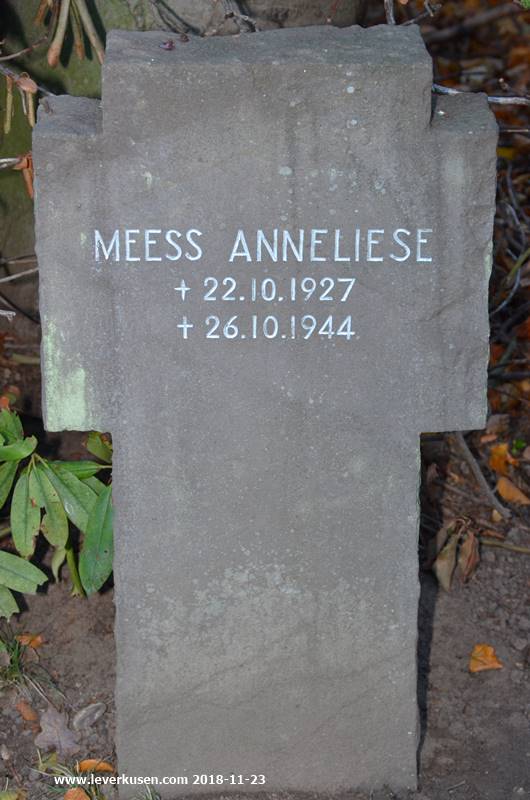 MEESS ANNELIESE
† 22.10.1927
† 26.10.1944
www.leverkusen.com 2018-11-23